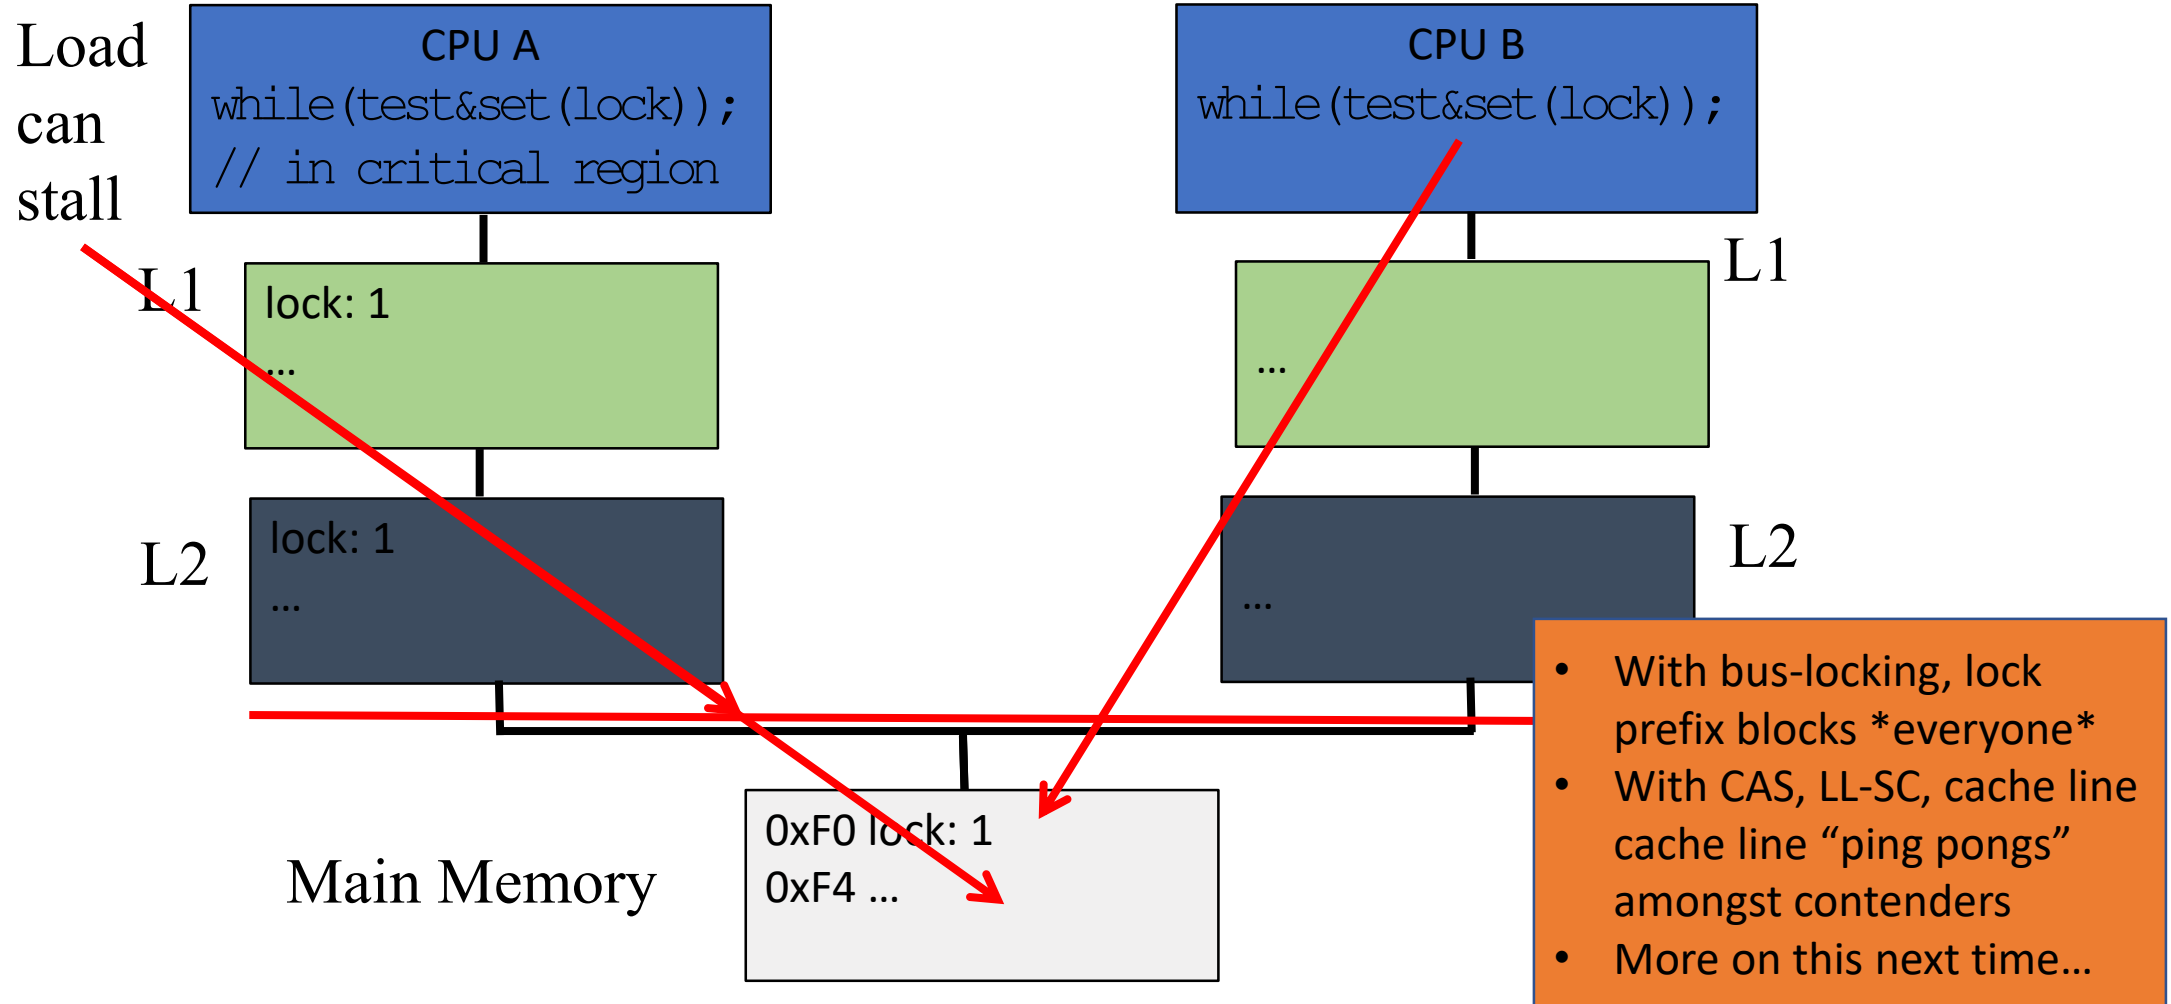 Load
can
stall
CPU A
while(test&set(lock));
// in critical region
CPU B
while(test&set(lock));
L1
lock: 1
…
…
L1
L2
lock: 1
…
…
L2
Main Memory
0xF0 lock: 1
0xF4 …
• With bus-locking, lock
prefix blocks *everyone*
• With CAS, LL-SC, cache line
cache line “ping pongs”
amongst contenders
• More on this next time…